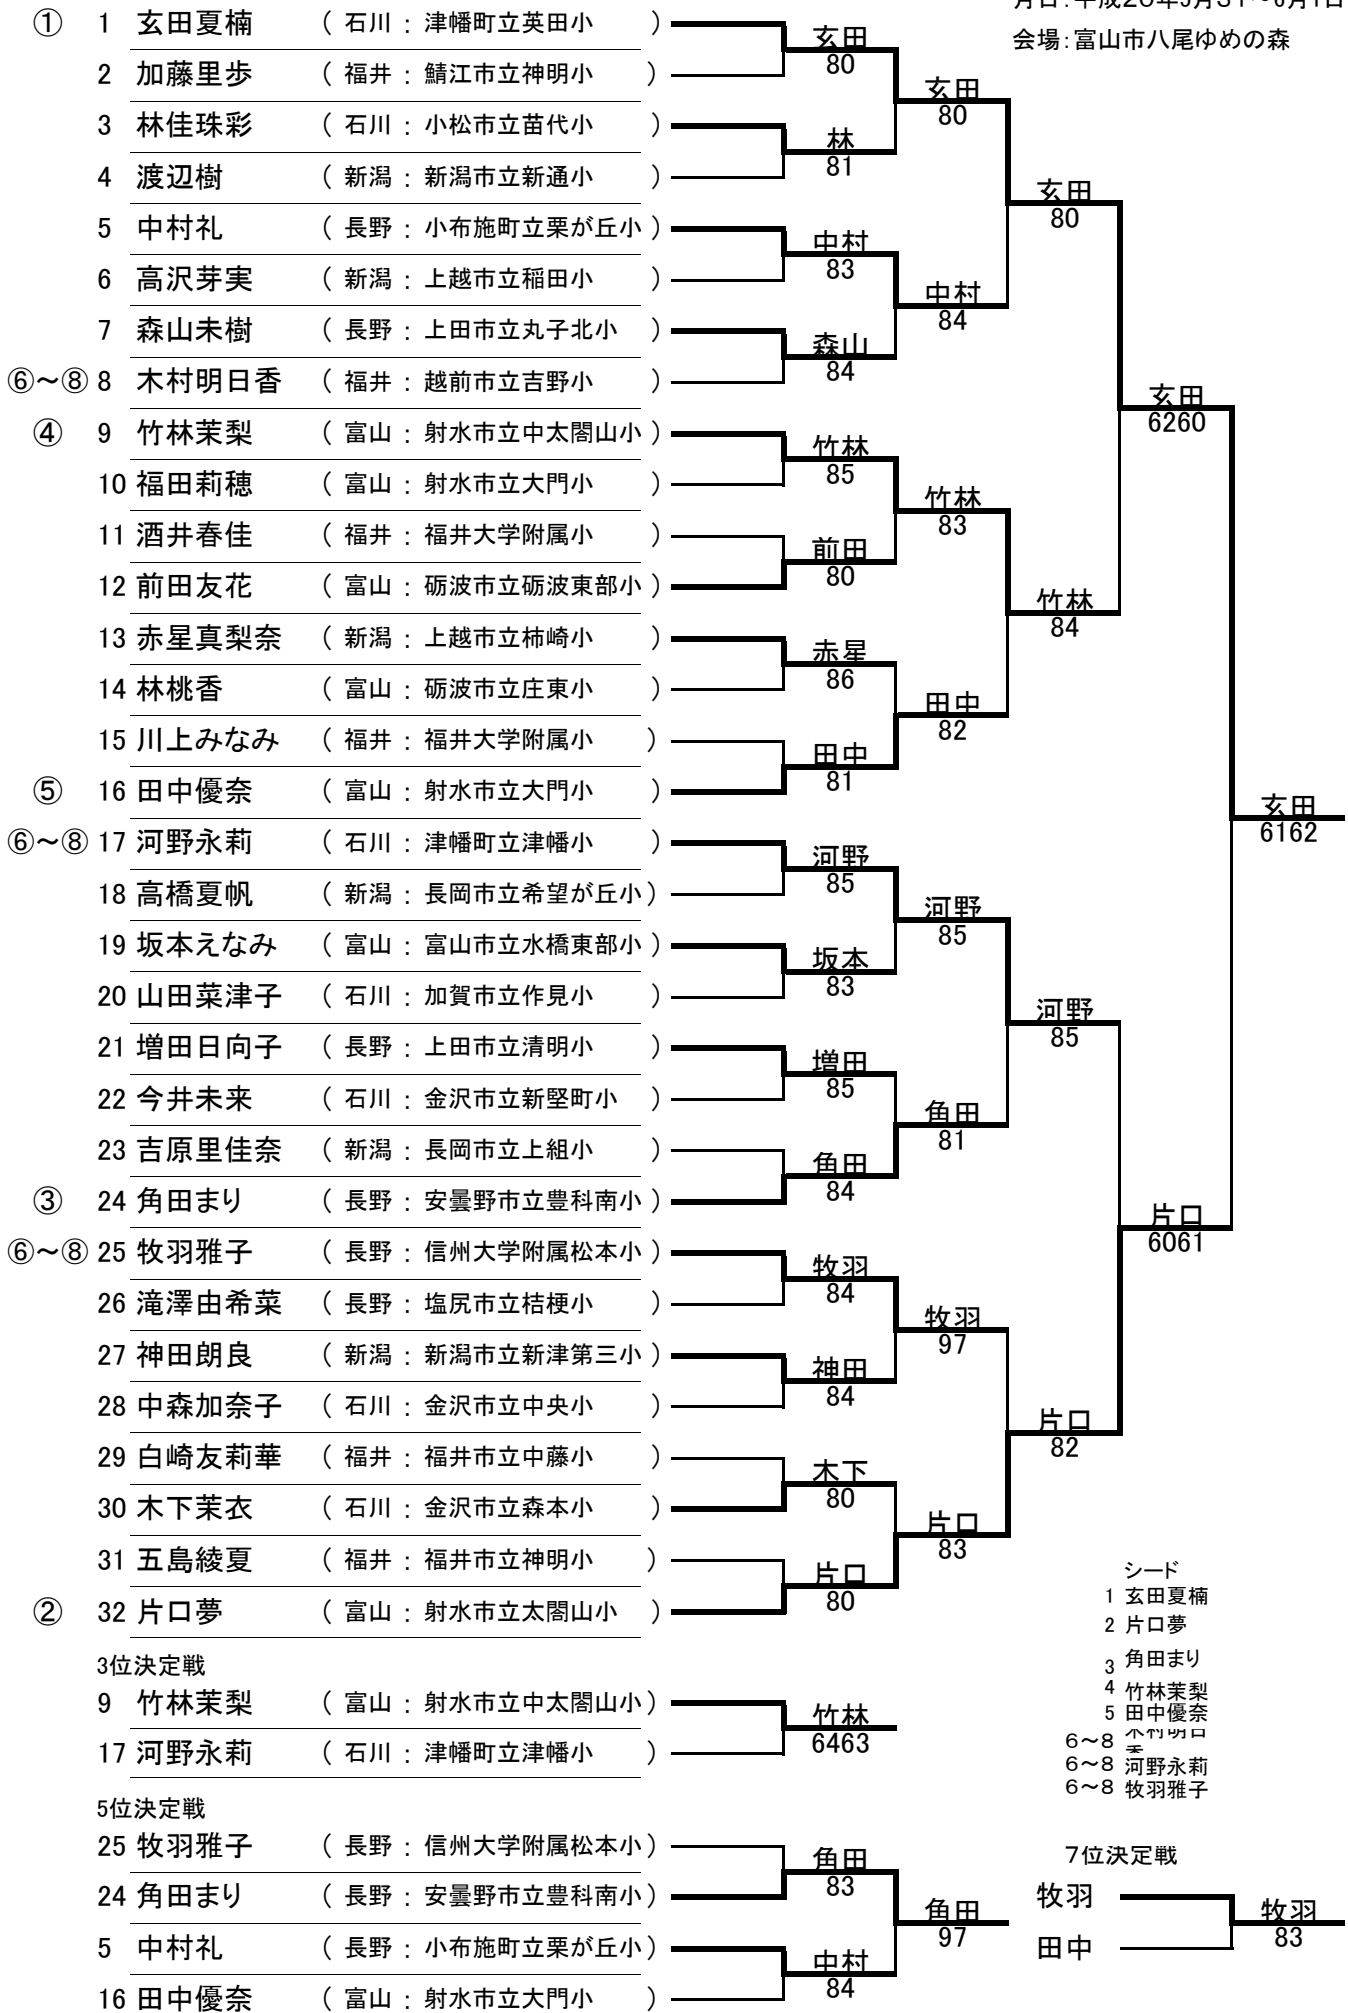 月日：平成20年5月31～6月1日
会場：富山市八尾ゆめの森
① 1 玄田夏楠 （ 石川 ： 津幡町立英田小 ）
2 加藤里歩 （ 福井 ： 鯖江市立神明小 ）
3 林佳珠彩 （ 石川 ： 小松市立苗代小 ）
4 渡辺樹 （ 新潟 ： 新潟市立新通小 ）
5 中村礼 （ 長野 ： 小布施町立栗が丘小 ）
6 高沢芽実 （ 新潟 ： 上越市立稲田小 ）
7 森山未樹 （ 長野 ： 上田市立丸子北小 ）
⑥～⑧ 8 木村明日香 （ 福井 ： 越前市立吉野小 ）
④ 9 竹林茉梨 （ 富山 ： 射水市立中太閤山小 ）
10 福田莉穂 （ 富山 ： 射水市立大門小 ）
11 酒井春佳 （ 福井 ： 福井大学附属小 ）
12 前田友花 （ 富山 ： 砺波市立砺波東部小 ）
13 赤星真梨奈 （ 新潟 ： 上越市立柿崎小 ）
14 林桃香 （ 富山 ： 砺波市立庄東小 ）
15 川上みなみ （ 福井 ： 福井大学附属小 ）
⑤ 16 田中優奈 （ 富山 ： 射水市立大門小 ）
⑥～⑧ 17 河野永莉 （ 石川 ： 津幡町立津幡小 ）
18 高橋夏帆 （ 新潟 ： 長岡市立希望が丘小 ）
19 坂本えなみ （ 富山 ： 富山市立水橋東部小 ）
20 山田菜津子 （ 石川 ： 加賀市立作見小 ）
21 増田日向子 （ 長野 ： 上田市立清明小 ）
22 今井未来 （ 石川 ： 金沢市立新竪町小 ）
23 吉原里佳奈 （ 新潟 ： 長岡市立上組小 ）
③ 24 角田まり （ 長野 ： 安曇野市立豊科南小 ）
⑥～⑧ 25 牧羽雅子 （ 長野 ： 信州大学附属松本小 ）
26 滝澤由希菜 （ 長野 ： 塩尻市立桔梗小 ）
27 神田朗良 （ 新潟 ： 新潟市立新津第三小 ）
28 中森加奈子 （ 石川 ： 金沢市立中央小 ）
29 白崎友莉華 （ 福井 ： 福井市立中藤小 ）
30 木下茉衣 （ 石川 ： 金沢市立森本小 ）
31 五島綾夏 （ 福井 ： 福井市立神明小 ）
② 32 片口夢 （ 富山 ： 射水市立太閤山小 ）
玄田
80
林
81
中村
83
森山
84
竹林
85
前田
80
赤星
86
田中
81
河野
85
坂本
83
増田
85
角田
84
牧羽
84
神田
84
木下
80
片口
80
玄田
80
中村
84
竹林
83
田中
82
河野
85
角田
81
牧羽
97
片口
83
玄田
80
竹林
84
河野
85
片口
82
玄田
6260
片口
6061
玄田
6162
シード
1 玄田夏楠
2 片口夢
3 角田まり
4 竹林茉梨
5 田中優奈
6～8 木村明日香
6～8 河野永莉
6～8 牧羽雅子
3位決定戦
9 竹林茉梨 （ 富山 ： 射水市立中太閤山小 ）
17 河野永莉 （ 石川 ： 津幡町立津幡小 ）
竹林
6463
5位決定戦
25 牧羽雅子 （ 長野 ： 信州大学附属松本小 ）
24 角田まり （ 長野 ： 安曇野市立豊科南小 ）
5 中村礼 （ 長野 ： 小布施町立栗が丘小 ）
16 田中優奈 （ 富山 ： 射水市立大門小 ）
角田
83
中村
84
角田
97
7位決定戦
牧羽
田中
牧羽
83